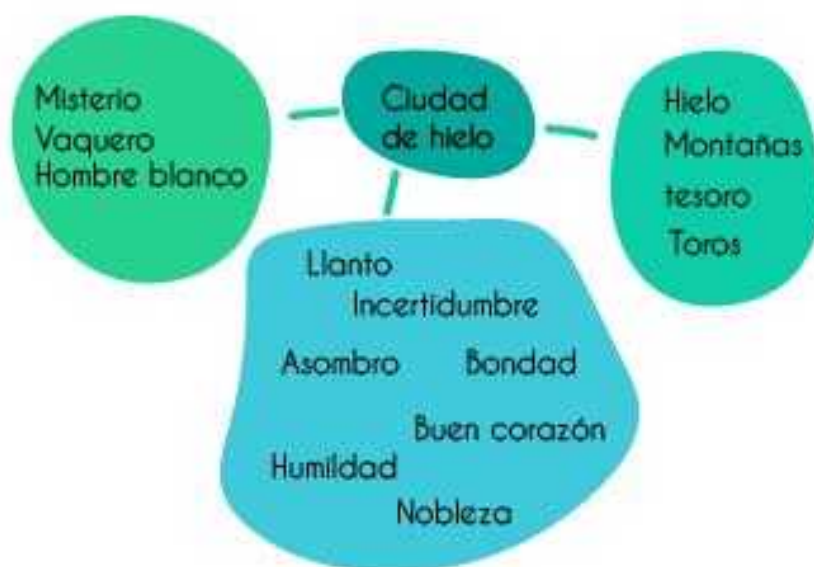 Ciudad
de hielo
Misterio
Vaquero
Hombre blanco
Hielo
Montañas
tesoro
Toros
Llanto
Incertidumbre
Asombro
Bondad
Buen corazón
Humildad
Nobleza